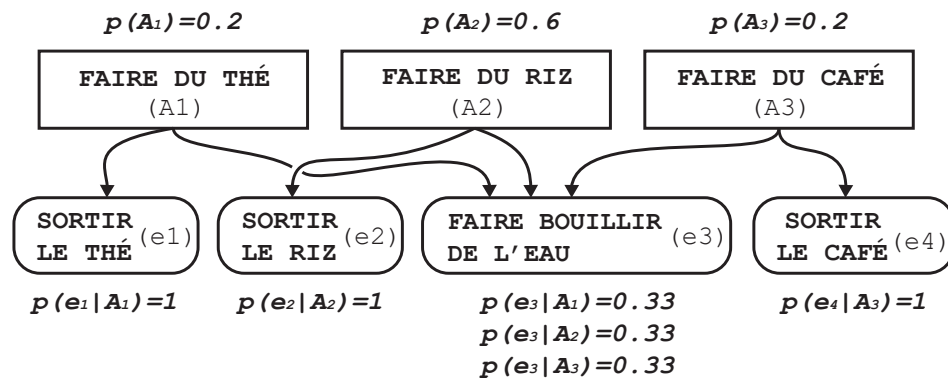 p(A₁)=0.2 p(A₂)=0.6 p(A₃)=0.2
FAIRE DU THÉ FAIRE DU RIZ FAIRE DU CAFÉ
(A1) (A2) (A3)
SORTIR SORTIR FAIRE BOUILLIR SORTIR
LE THÉ (e1) LE RIZ (e2) DE L'EAU (e3) LE CAFÉ (e4)
p(e₁|A₁)=1 p(e₂|A₂)=1 p(e₃|A₁)=0.33 p(e₄|A₃)=1
p(e₃|A₂)=0.33
p(e₃|A₃)=0.33